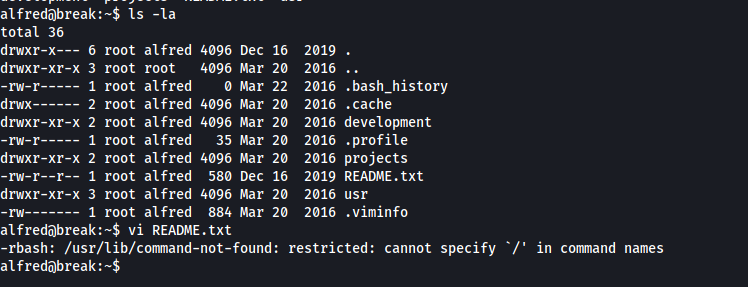 alfred@break:~$ ls -la
total 36
drwxr-x--- 6 root alfred 4096 Dec 16  2019 .
drwxr-xr-x 3 root root   4096 Mar 20  2016 ..
-rw-r----- 1 root alfred    0 Mar 22  2016 .bash_history
drwx------ 2 root alfred 4096 Mar 20  2016 .cache
drwxr-xr-x 2 root alfred 4096 Mar 20  2016 development
-rw-r----- 1 root alfred   35 Mar 20  2016 .profile
drwxr-xr-x 2 root alfred 4096 Mar 20  2016 projects
-rw-r--r-- 1 root alfred  580 Dec 16  2019 README.txt
drwxr-xr-x 3 root alfred 4096 Mar 20  2016 usr
-rw------- 1 root alfred  884 Mar 20  2016 .viminfo
alfred@break:~$ vi README.txt
-rbash: /usr/lib/command-not-found: restricted: cannot specify `/' in command names
alfred@break:~$